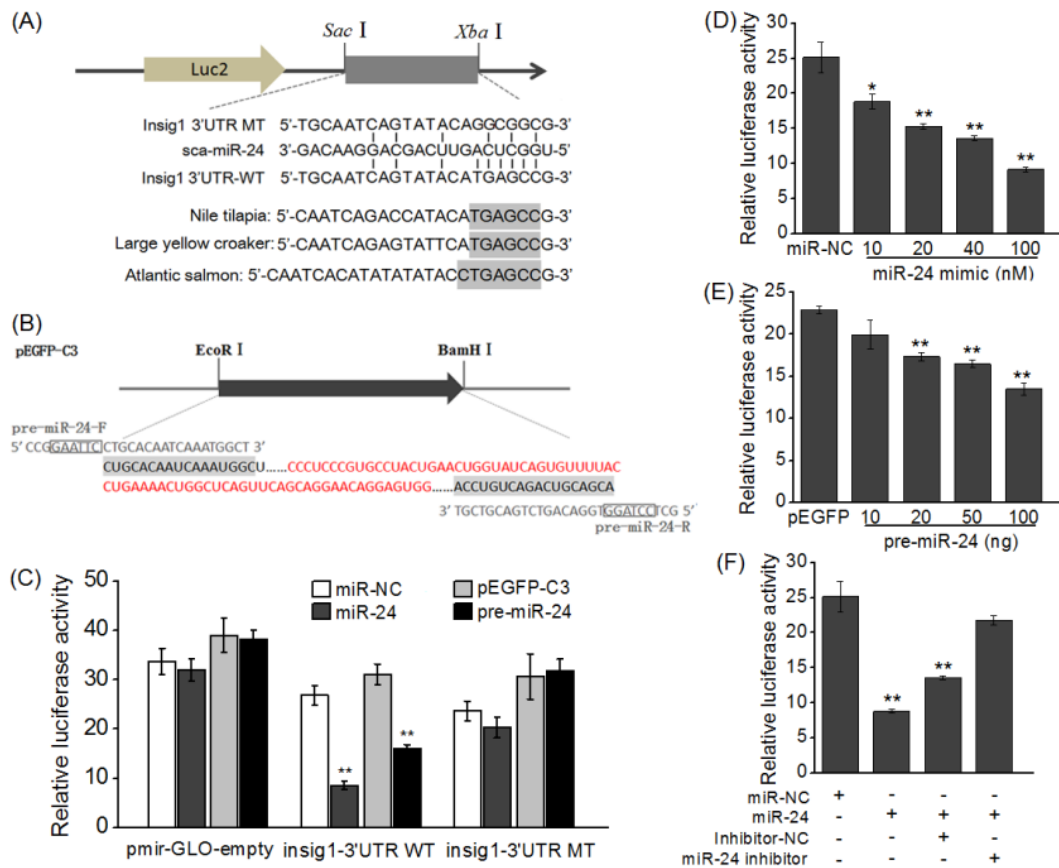 (A)
Sac I
Xba I
Luc2
Insig1 3'UTR MT 5'-TGCAATCAGTATACAGGCGGCG-3'
sca-miR-24 3'-GACAAGGACGACUUGACUCGGU-5'
Insig1 3'UTR-WT 5'-TGCAATCAGTATACATGAGCCG-3'
Nile tilapia: 5'-CAATCAGACCATACATGAGCCG-3'
Large yellow croaker: 5'-CAATCAGAGTATTCATGAGCCG-3'
Atlantic salmon: 5'-CAATCACATATATATACCTGAGCCG-3'
(B)
pEGFP-C3
EcoR I
BamH I
pre-miR-24-F
5' CCGGAATTCCTGCACAATCAAATGGCT 3'
CUGCACAAUCAAAUGGCU......CCCUCCCGUGCCUACUGAACUGGUAUCAGUGUUUUAC
CUGAAAACUGGCUCAGUUCAGCAGGAACAGGAGUGG......ACCUGUCAGACUGCAGCA
3' TGCTGCAGTCTGACAGGTGGATCCTCG 5'
pre-miR-24-R
(C)
Relative luciferase activity
50
40
30
20
10
0
miR-NC
miR-24
pEGFP-C3
pre-miR-24
**
**
pmir-GLO-empty
insig1-3'UTR WT
insig1-3'UTR MT
(D)
Relative luciferase activity
30
25
20
15
10
5
0
*
**
**
**
miR-NC 10 20 40 100
miR-24 mimic (nM)
(E)
Relative luciferase activity
25
20
15
10
5
0
**
**
**
pEGFP 10 20 50 100
pre-miR-24 (ng)
(F)
Relative luciferase activity
30
25
20
15
10
5
0
**
**
miR-NC + - - -
miR-24 - + + +
Inhibitor-NC - - + -
miR-24 inhibitor - - - +